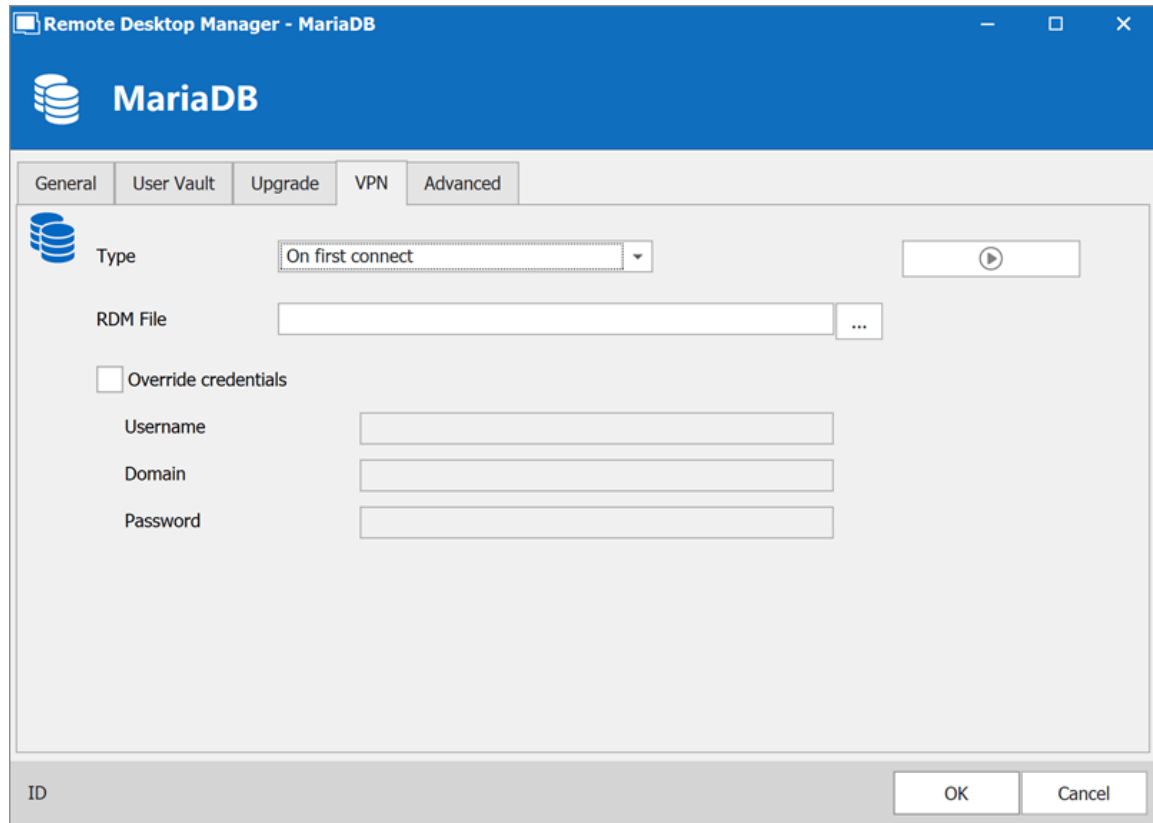 Remote Desktop Manager - MariaDB
MariaDB
General User Vault Upgrade VPN Advanced
Type On first connect
RDM File ...
Override credentials
Username
Domain
Password
ID OK Cancel